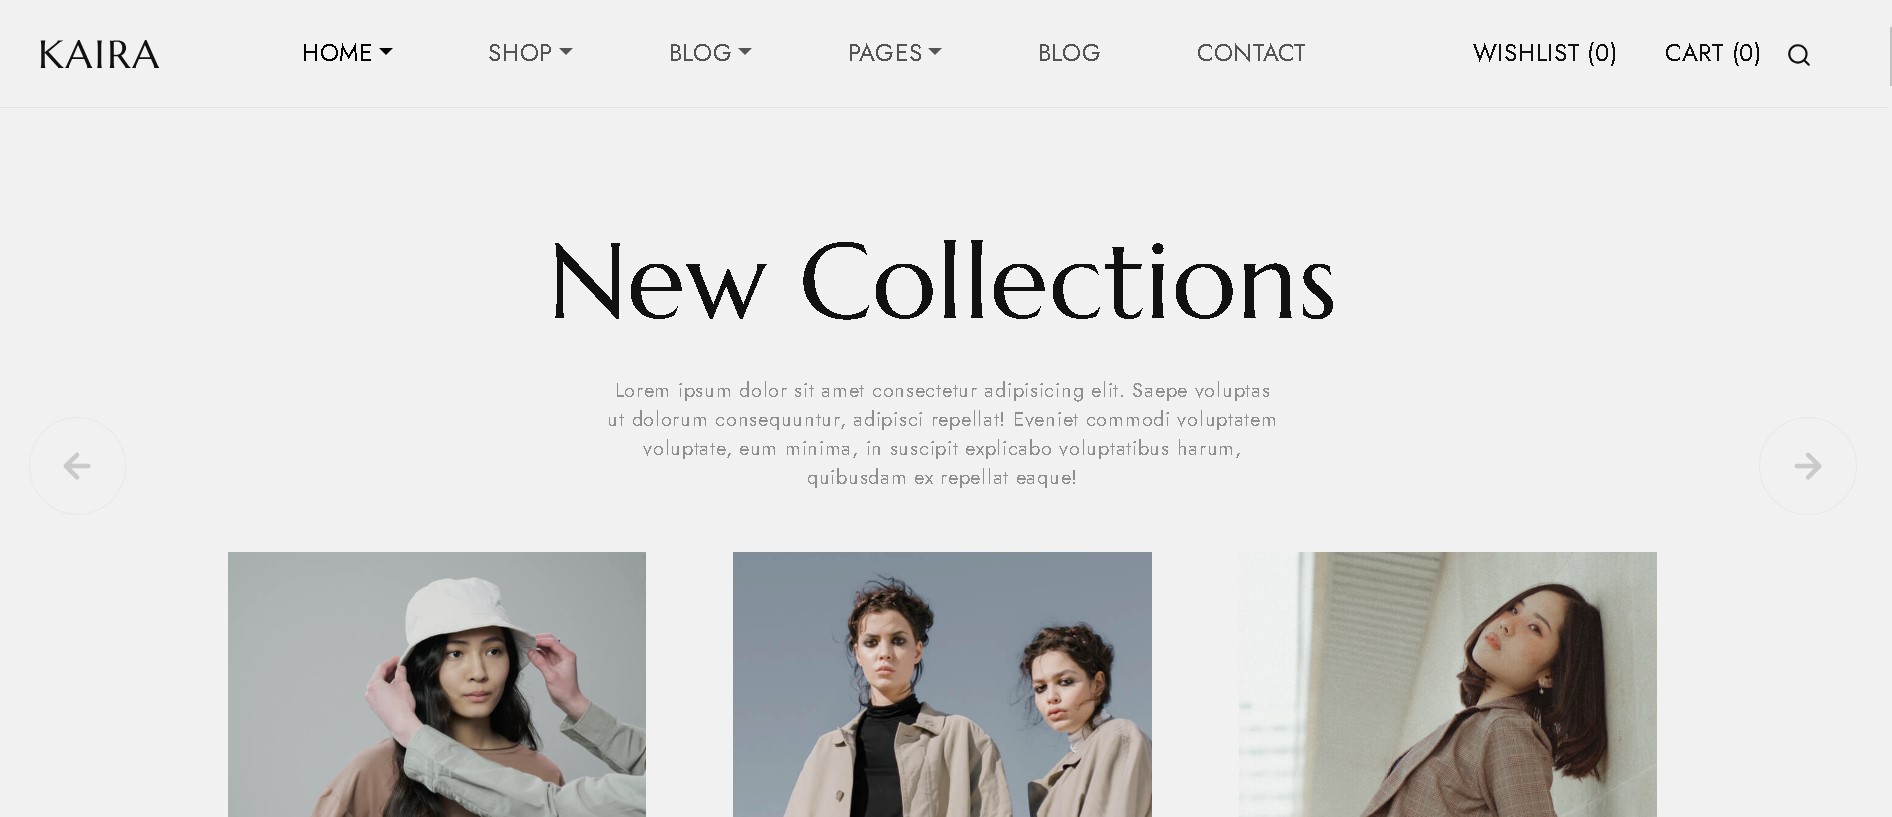 KAIRA
HOME SHOP BLOG PAGES BLOG CONTACT
WISHLIST (0) CART (0)
New Collections
Lorem ipsum dolor sit amet consectetur adipisicing elit. Saepe voluptas
ut dolorum consequuntur, adipisci repellat! Eveniet commodi voluptatem
voluptate, eum minima, in suscipit explicabo voluptatibus harum,
quibusdam ex repellat eaque!